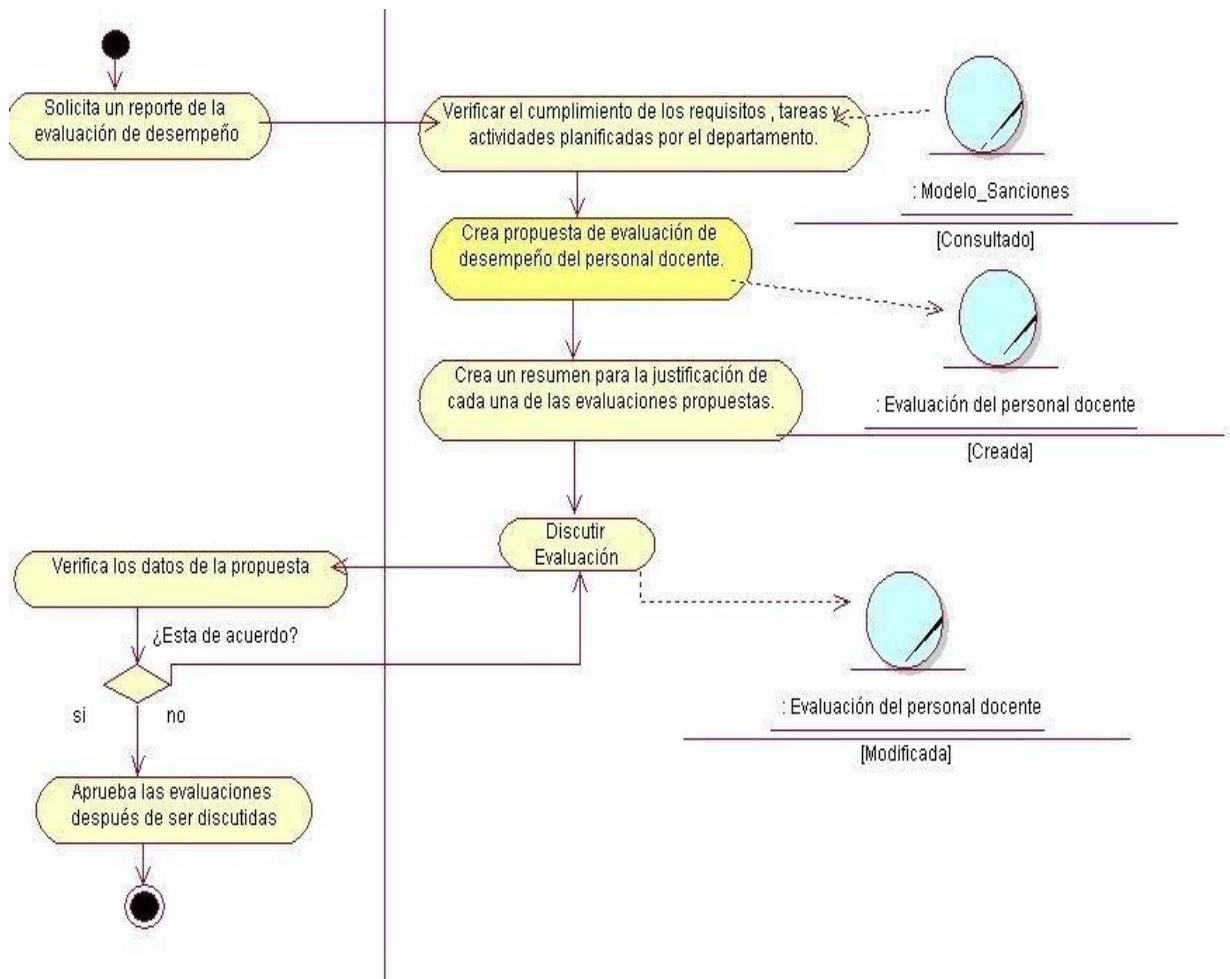 Solicita un reporte de la
evaluación de desempeño
Verificar el cumplimiento de los requisitos , tareas y
actividades planificadas por el departamento.
: Modelo_Sanciones
[Consultado]
Crea propuesta de evaluación de
desempeño del personal docente.
Crea un resumen para la justificación de
cada una de las evaluaciones propuestas.
: Evaluación del personal docente
[Creada]
Discutir
Evaluación
Verifica los datos de la propuesta
¿Esta de acuerdo?
si
no
: Evaluación del personal docente
[Modificada]
Aprueba las evaluaciones
después de ser discutidas